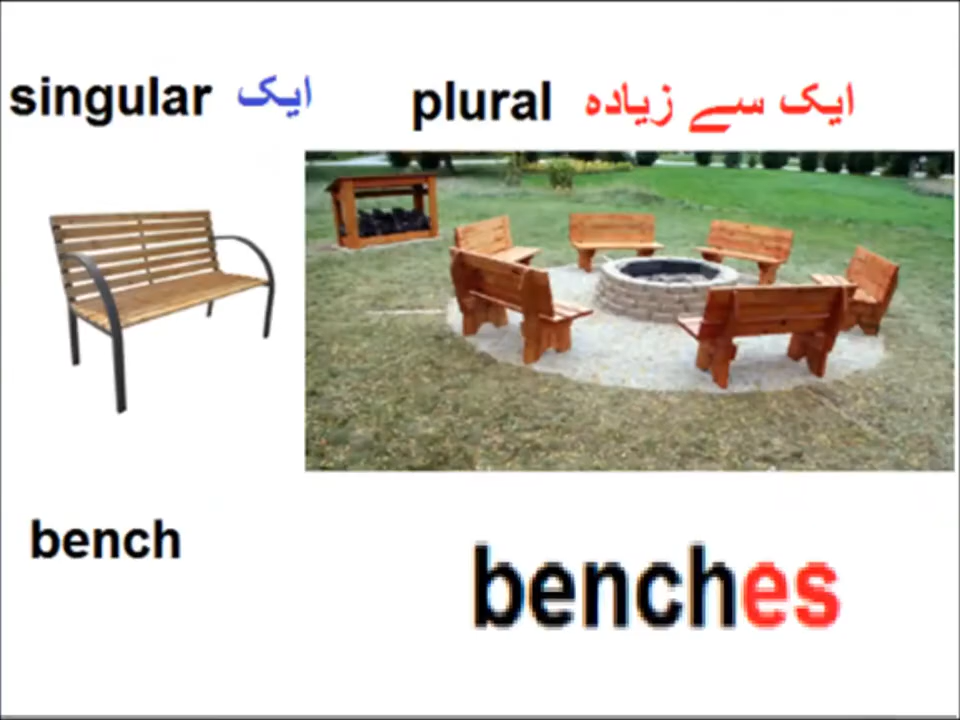 singular ایک
plural ایک سے زیادہ
bench
benches